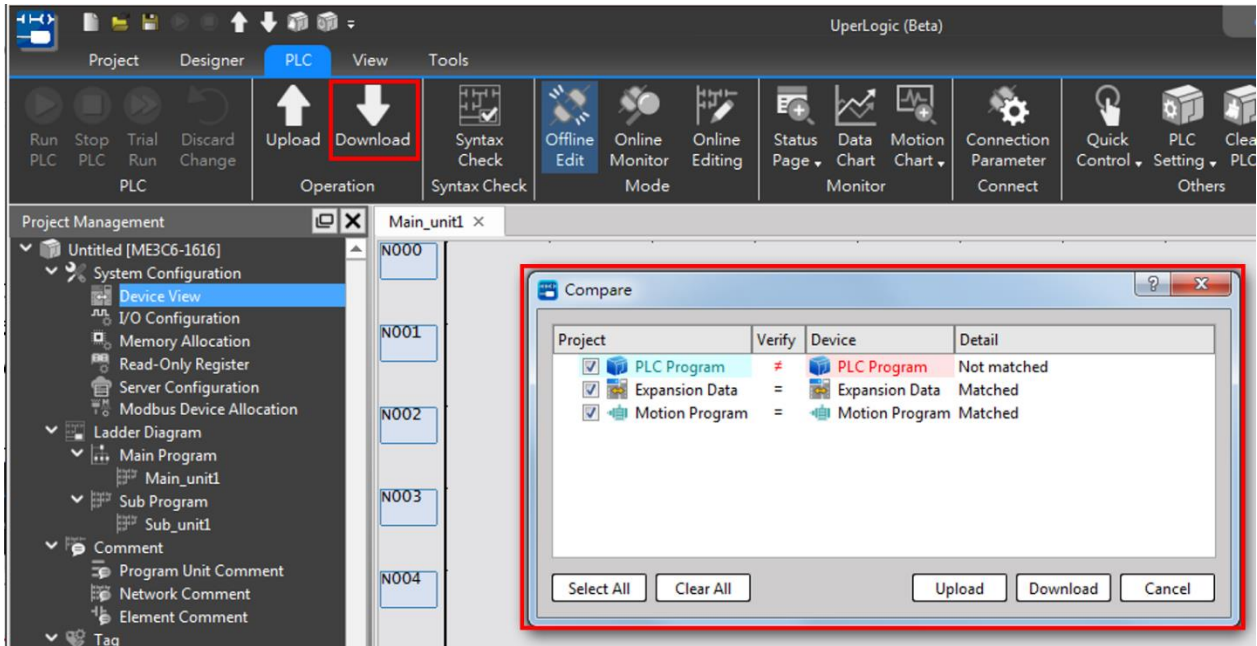 UperLogic (Beta)
Project Designer PLC View Tools
Run PLC Stop PLC Trial Run Discard Change
PLC
Upload Download
Operation
Syntax Check
Syntax Check
Offline Edit Online Monitor Online Editing
Mode
Status Page Data Chart Motion Chart
Monitor
Connection Parameter
Connect
Quick Control PLC Setting
Others
Project Management
Main_unit1
Untitled [ME3C6-1616]
System Configuration
Device View
I/O Configuration
Memory Allocation
Read-Only Register
Server Configuration
Modbus Device Allocation
Ladder Diagram
Main Program
Main_unit1
Sub Program
Sub_unit1
Comment
Program Unit Comment
Network Comment
Element Comment
Tag
N000
N001
N002
N003
N004
Compare
Project Verify Device Detail
PLC Program ≠ PLC Program Not matched
Expansion Data = Expansion Data Matched
Motion Program = Motion Program Matched
Select All Clear All Upload Download Cancel